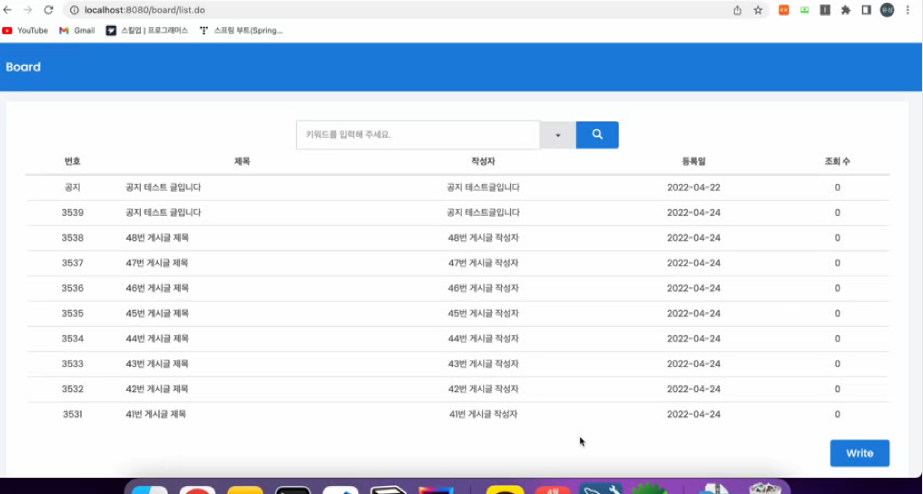 localhost:8080/board/list.do
YouTube Gmail 스킬업 | 프로그래머스 스프링 부트(Spring...
Board
키워드를 입력해 주세요.
번호 제목 작성자 등록일 조회 수
공지 공지 테스트 글입니다 공지 테스트글입니다 2022-04-22 0
3539 공지 테스트 글입니다 공지 테스트글입니다 2022-04-24 0
3538 48번 게시글 제목 48번 게시글 작성자 2022-04-24 0
3537 47번 게시글 제목 47번 게시글 작성자 2022-04-24 0
3536 46번 게시글 제목 46번 게시글 작성자 2022-04-24 0
3535 45번 게시글 제목 45번 게시글 작성자 2022-04-24 0
3534 44번 게시글 제목 44번 게시글 작성자 2022-04-24 0
3533 43번 게시글 제목 43번 게시글 작성자 2022-04-24 0
3532 42번 게시글 제목 42번 게시글 작성자 2022-04-24 0
3531 41번 게시글 제목 41번 게시글 작성자 2022-04-24 0
Write